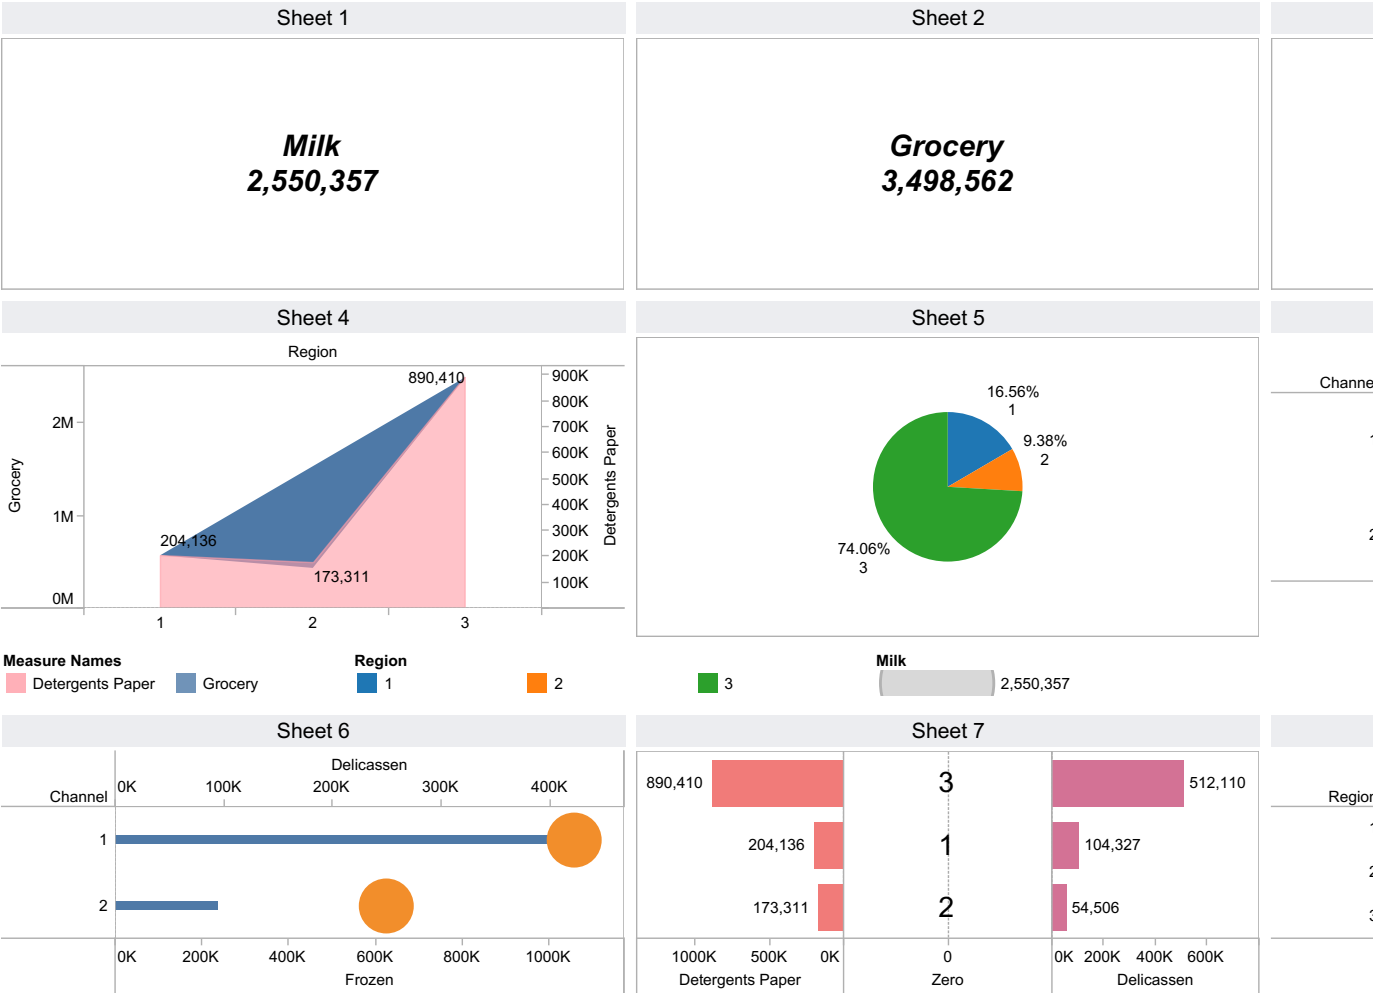 Sheet 1
Sheet 2
Milk
2,550,357
Grocery
3,498,562
Sheet 4
Sheet 5
Region
Grocery
2M
1M
0M
890,410
204,136
173,311
900K
800K
700K
600K
500K
400K
300K
200K
100K
Detergents Paper
1 2 3
16.56%
1
9.38%
2
74.06%
3
Channe
2
Measure Names
Detergents Paper Grocery
Region
1 2 3
Milk
2,550,357
Sheet 6
Sheet 7
Delicassen
Channel
0K 100K 200K 300K 400K
1
2
0K 200K 400K 600K 800K 1000K
Frozen
890,410 3 512,110
204,136 1 104,327
173,311 2 54,506
1000K 500K 0K 0 0K 200K 400K 600K
Detergents Paper Zero Delicassen
Region
2
3